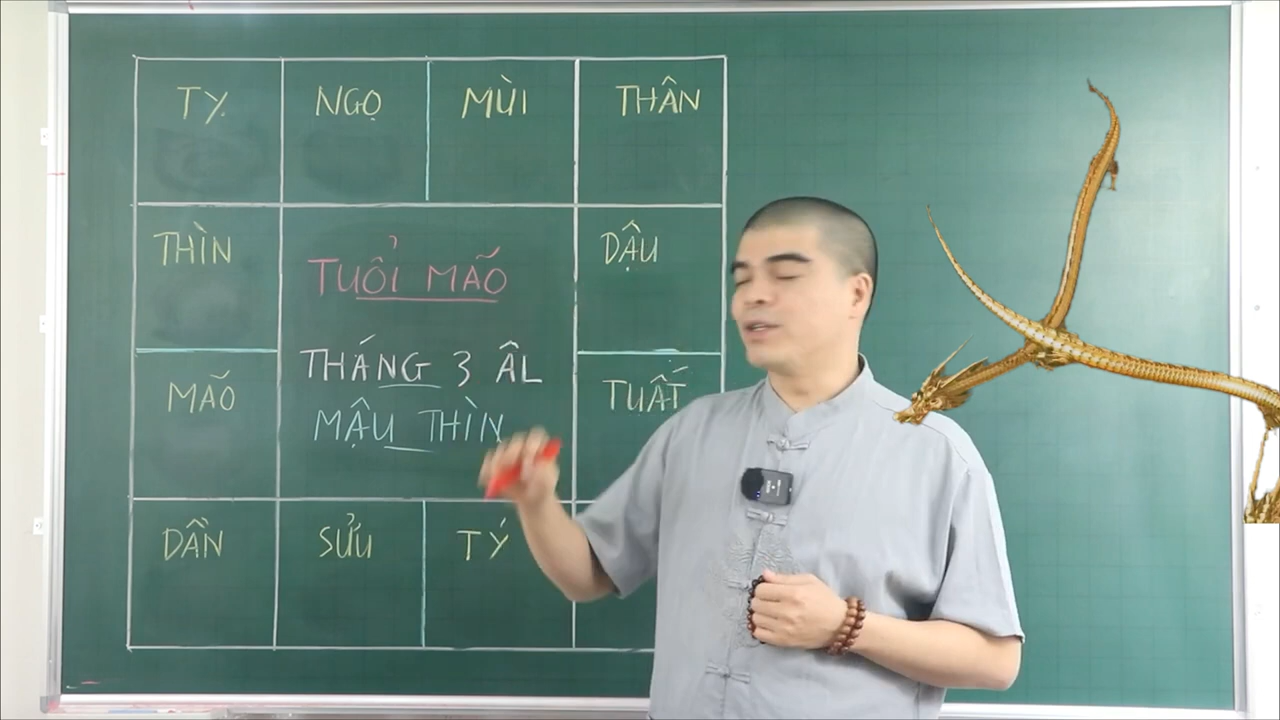 TỴ NGỌ MÙI THÂN
THÌN DẬU
TUỔI MÃO
THÁNG 3 ÂL
MÃO TUẤT
MẬU THÌN
DẦN SỬU TÝ